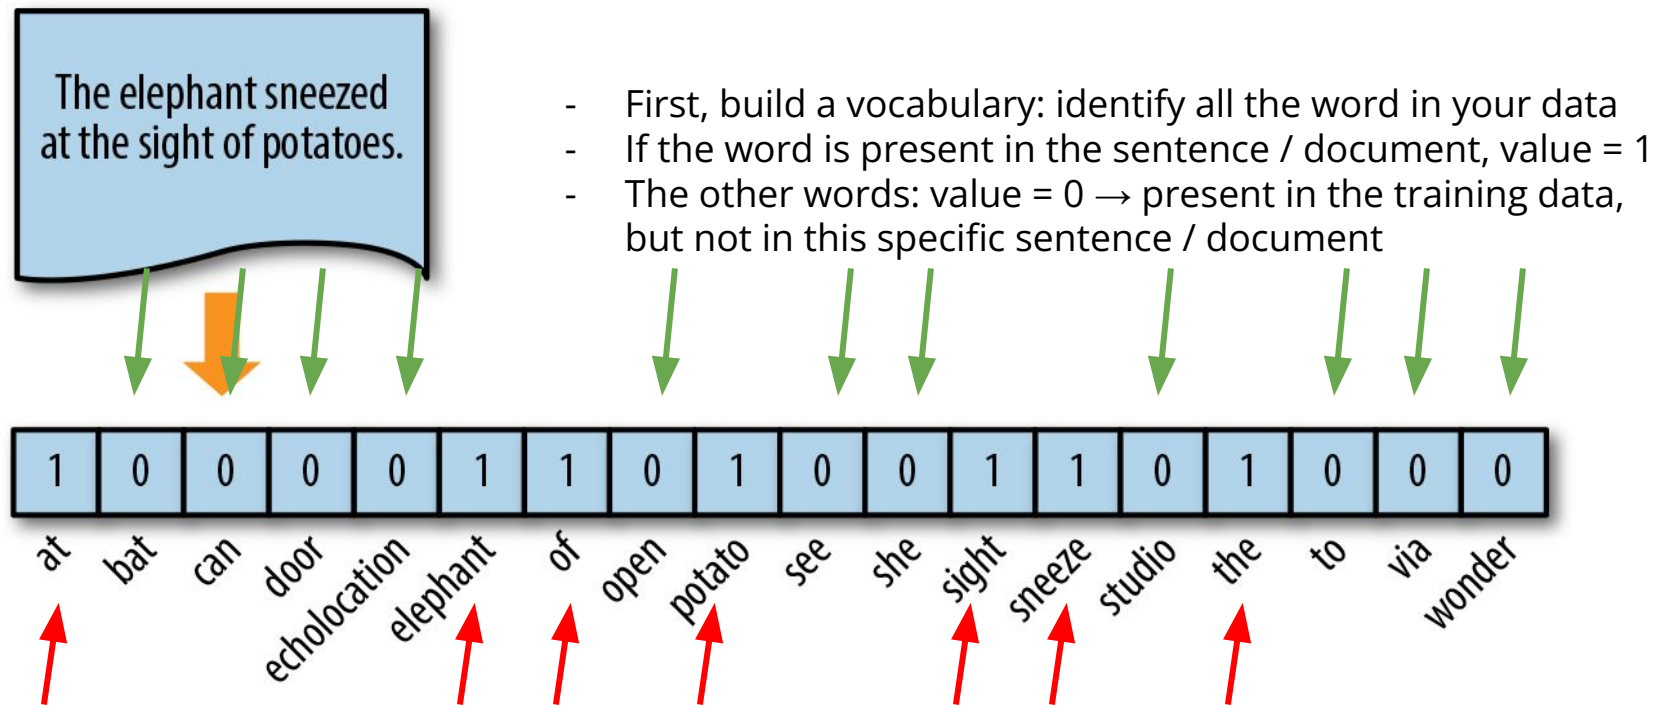 The elephant sneezed
at the sight of potatoes.
- First, build a vocabulary: identify all the word in your data
- If the word is present in the sentence / document, value = 1
- The other words: value = 0 → present in the training data,
but not in this specific sentence / document
1 0 0 0 0 1 1 0 1 0 0 1 1 0 1 0 0 0
at bat can door echolocation elephant of open potato see she sight sneeze studio the to via wonder